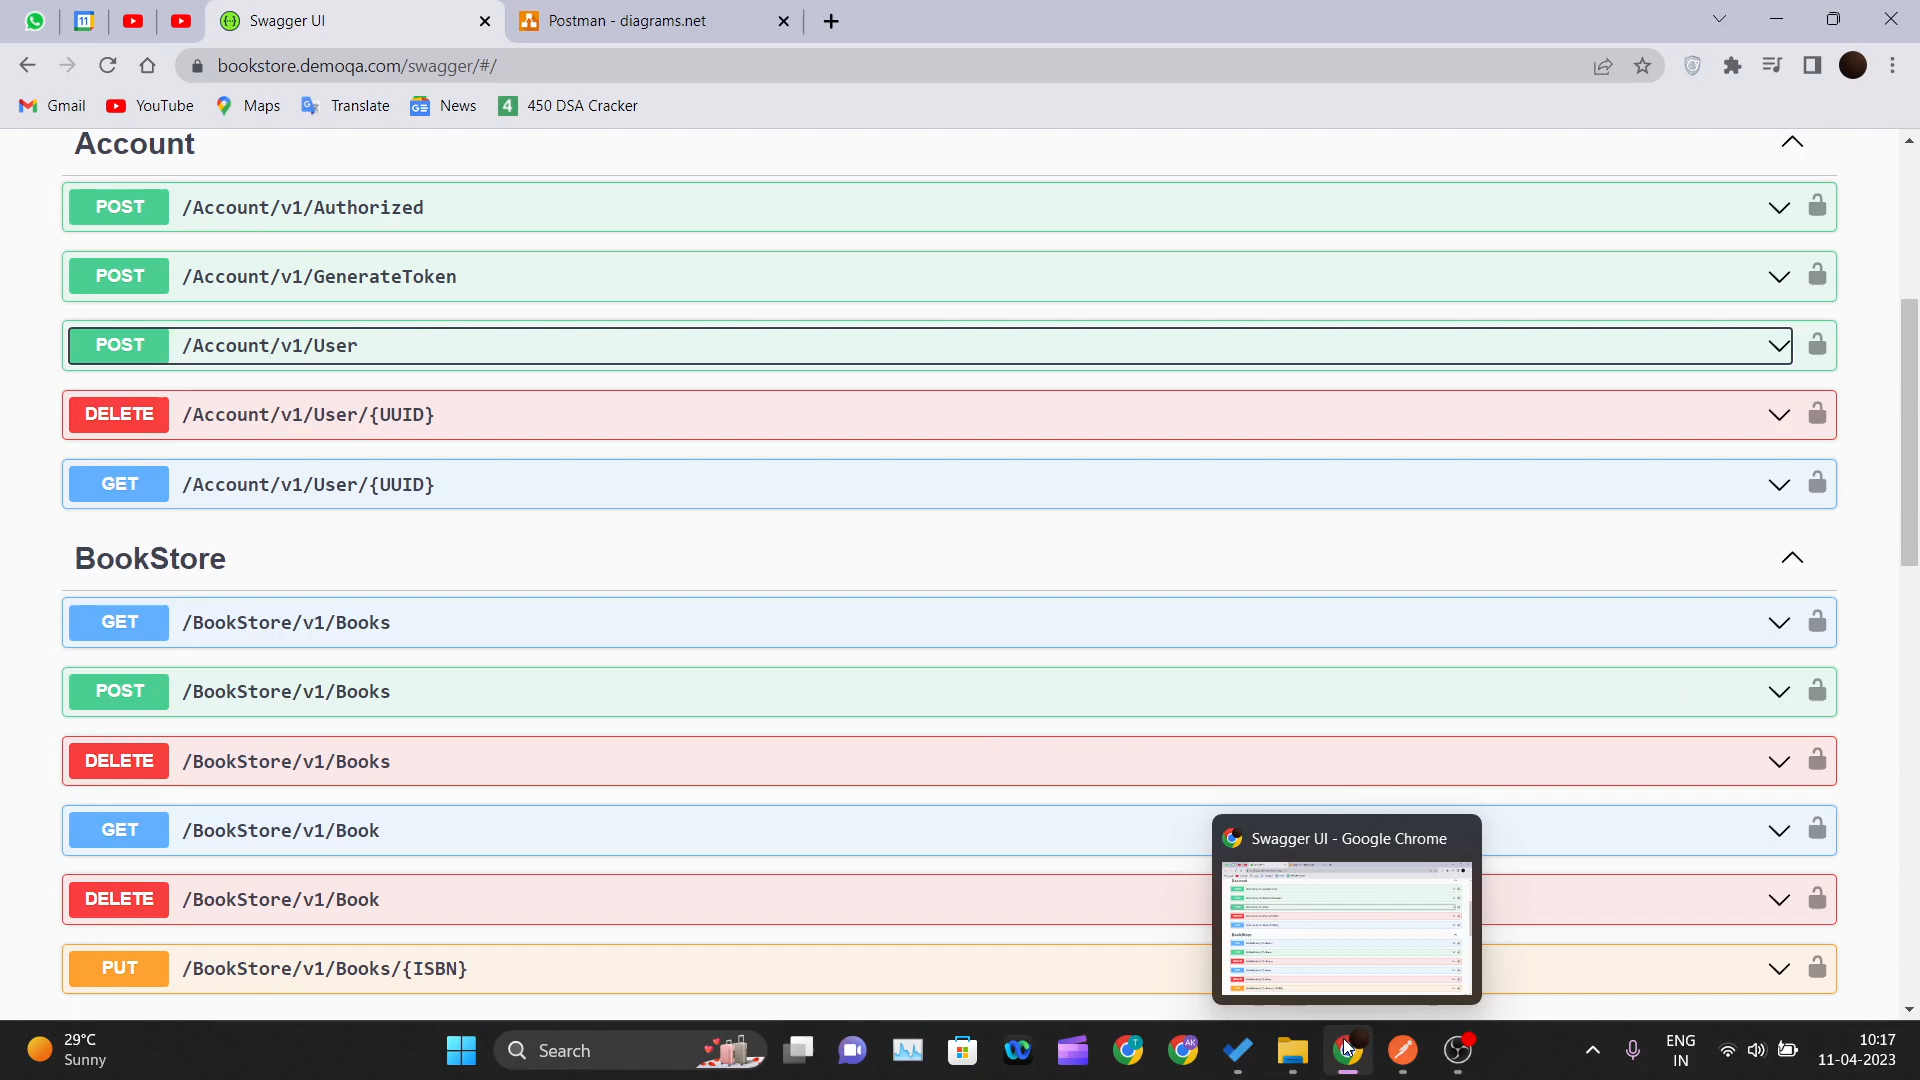 Swagger UI
Postman - diagrams.net
bookstore.demoqa.com/swagger/#/
Gmail
YouTube
Maps
Translate
News
4
450 DSA Cracker
Account
POST /Account/v1/Authorized
POST /Account/v1/GenerateToken
POST /Account/v1/User
DELETE /Account/v1/User/{UUID}
GET /Account/v1/User/{UUID}
BookStore
GET /BookStore/v1/Books
POST /BookStore/v1/Books
DELETE /BookStore/v1/Books
GET /BookStore/v1/Book
DELETE /BookStore/v1/Book
PUT /BookStore/v1/Books/{ISBN}
Swagger UI - Google Chrome
29°C
Sunny
Search
ENG
IN
10:17
11-04-2023